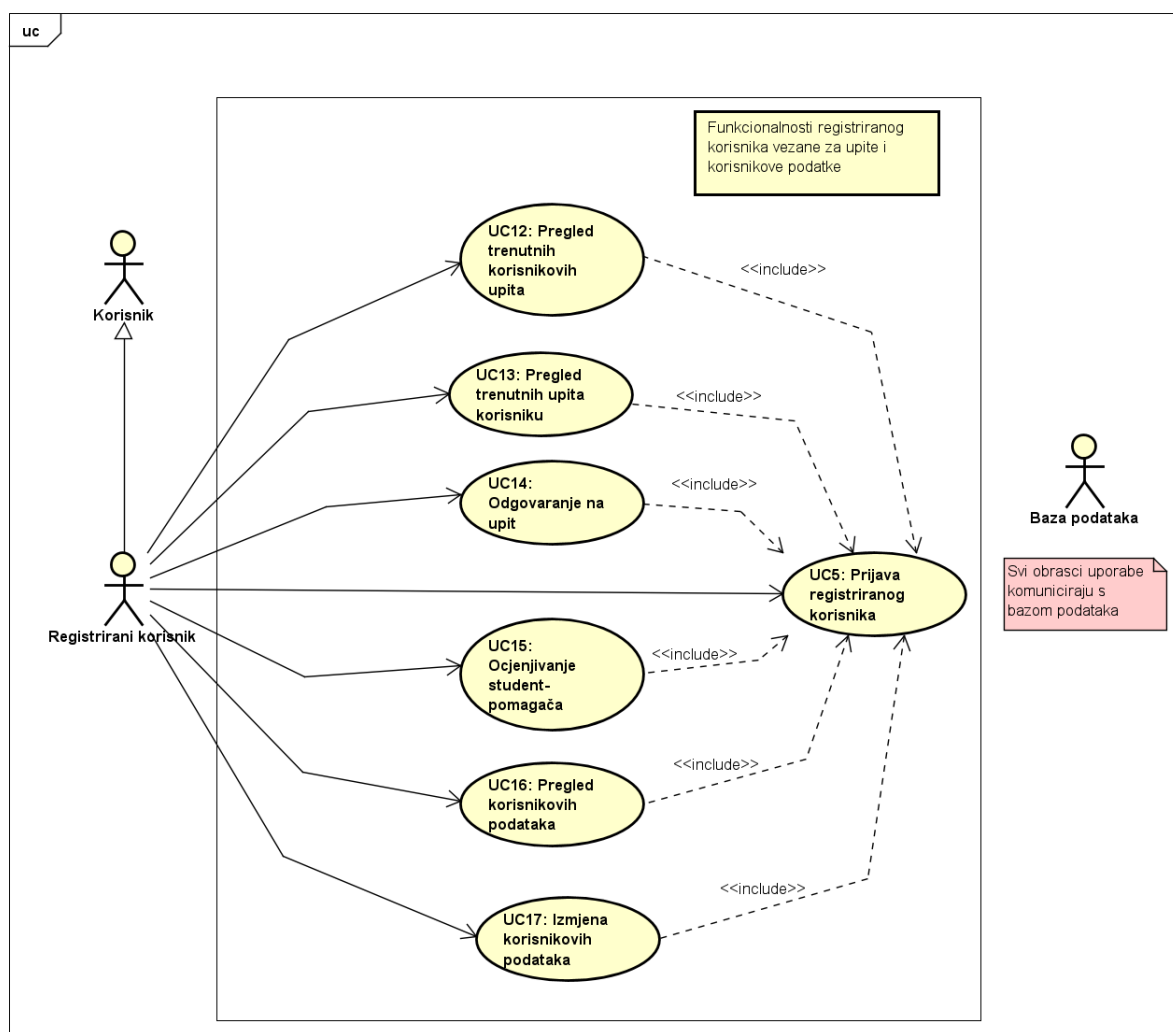 uc
Funkcionalnosti registriranog
korisnika vezane za upite i
korisnikove podatke
UC12: Pregled
trenutnih
korisnikovih
upita
<<include>>
Korisnik
UC13: Pregled
trenutnih upita
korisniku
<<include>>
UC14:
Odgovaranje na
upit
<<include>>
Baza podataka
Svi obrasci uporabe
komuniciraju s
bazom podataka
UC5: Prijava
registriranog
korisnika
Registrirani korisnik
UC15:
Ocjenjivanje
student-
pomagača
<<include>>
UC16: Pregled
korisnikovih
podataka
<<include>>
UC17: Izmjena
korisnikovih
podataka
<<include>>